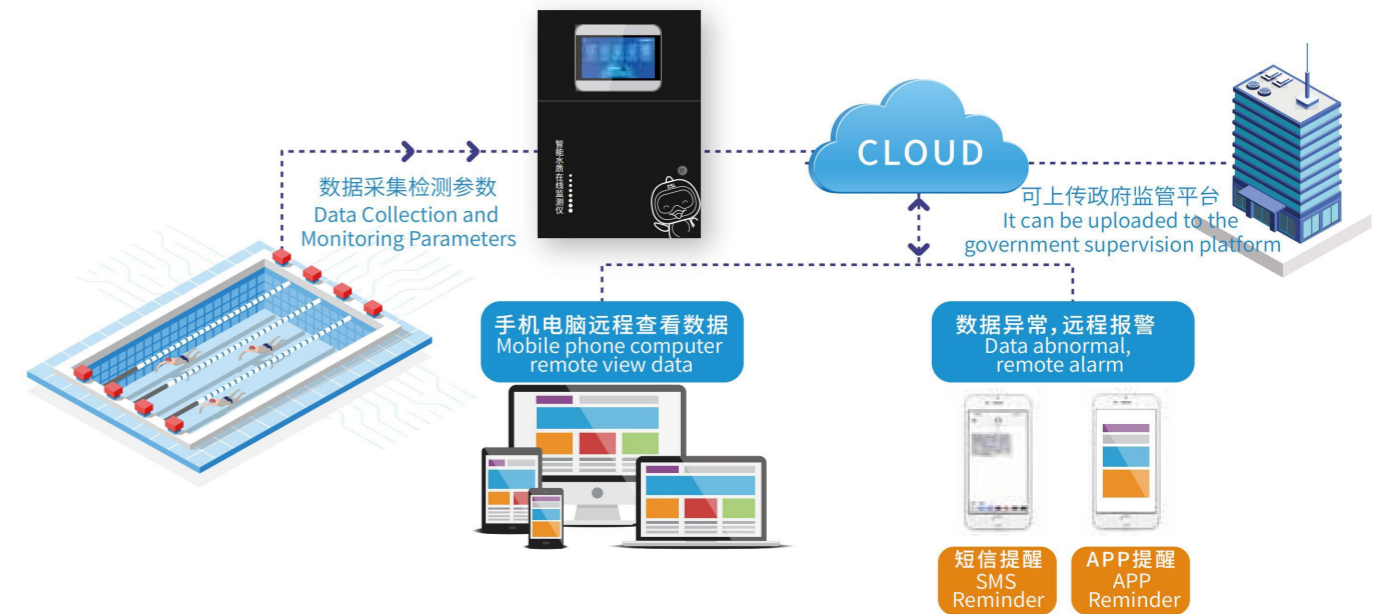 智能水质在线监测仪
CLOUD
数据采集检测参数
Data Collection and
Monitoring Parameters
可上传政府监管平台
It can be uploaded to the
government supervision platform
手机电脑远程查看数据
Mobile phone computer
remote view data
数据异常，远程报警
Data abnormal,
remote alarm
短信提醒
SMS
Reminder
APP提醒
APP
Reminder